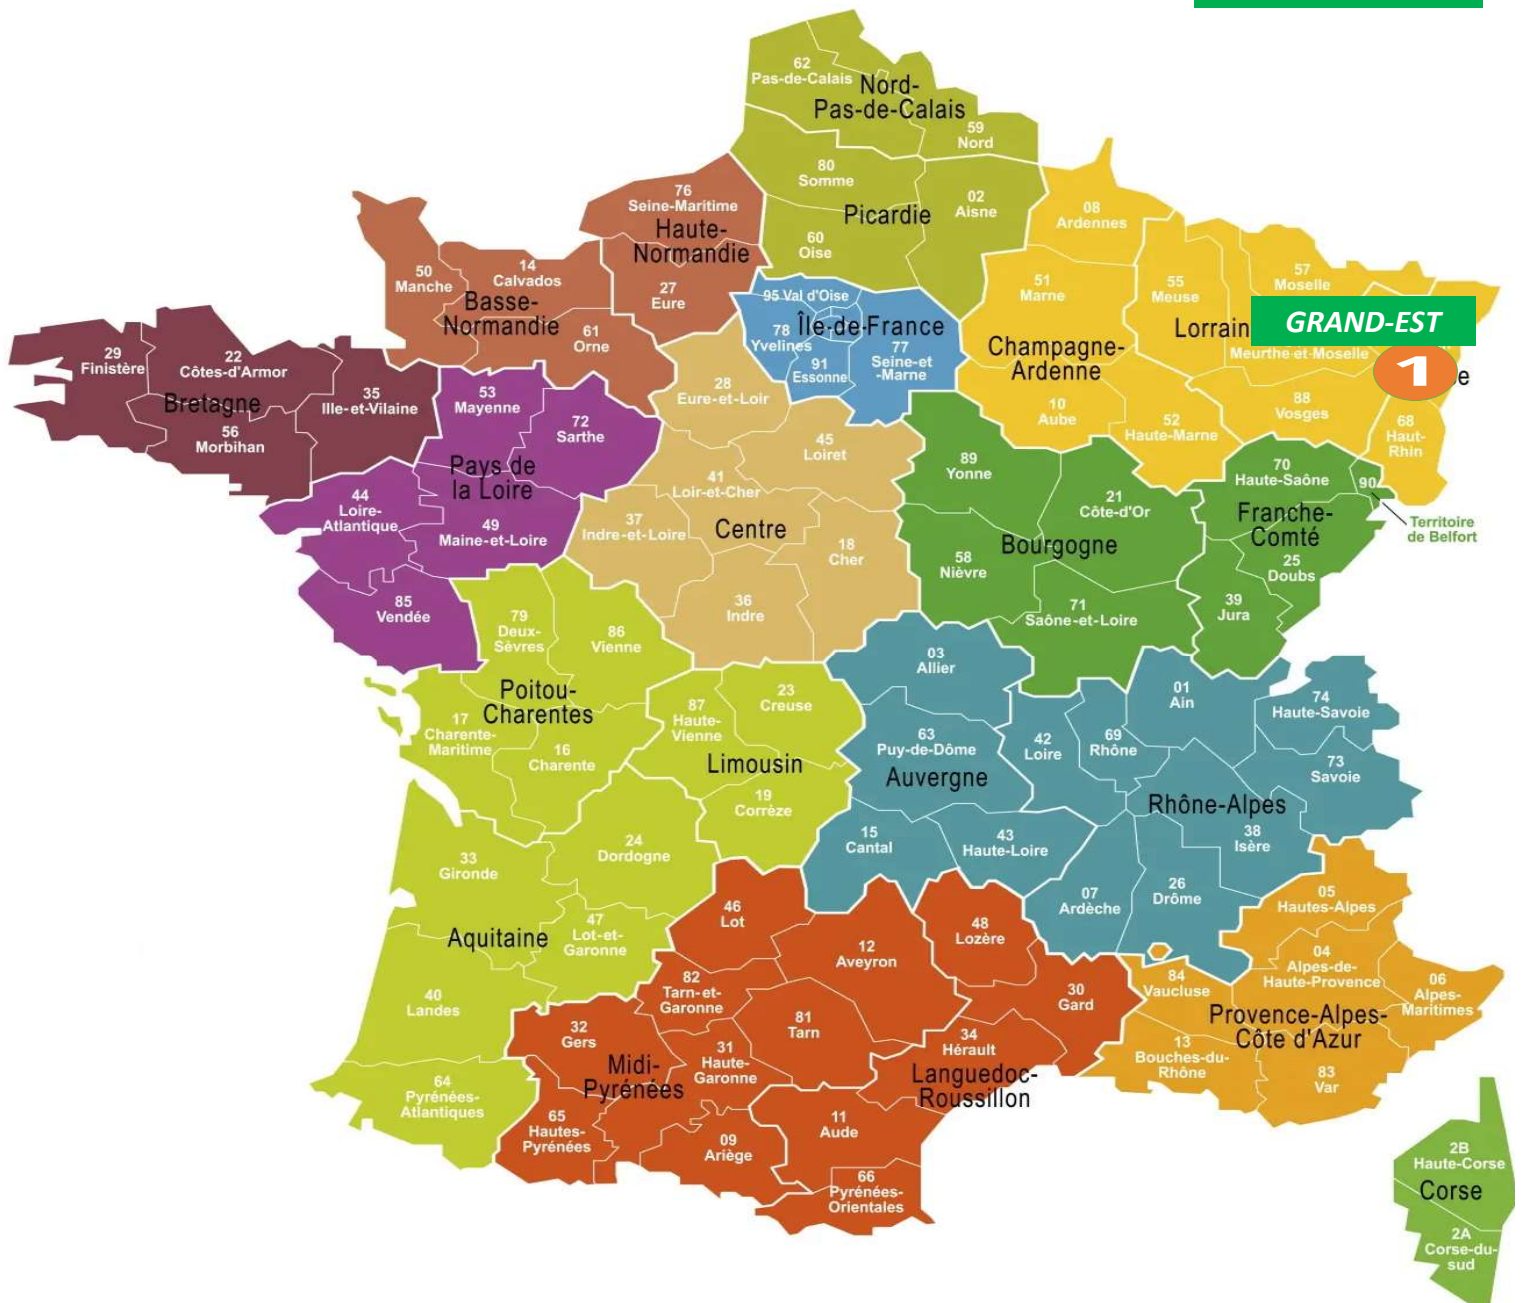 62
Pas-de-Calais
Nord-
Pas-de-Calais
59
Nord
80
Somme
02
Aisne
Picardie
60
Oise
76
Seine-Maritime
Haute-
Normandie
27
Eure
08
Ardennes
50
Manche
14
Calvados
Basse-
Normandie
61
Orne
95 Val d'Oise
Île-de-France
78
Yvelines
91
Essonne
77
Seine-et
-Marne
51
Marne
55
Meuse
57
Moselle
Lorrain
GRAND-EST
Meurthe et Moselle
1
Champagne-
Ardenne
10
Aube
52
Haute-Marne
88
Vosges
68
Haut-
Rhin
29
Finistère
22
Côtes-d'Armor
35
Ille-et-Vilaine
Bretagne
56
Morbihan
53
Mayenne
72
Sarthe
Pays de
la Loire
44
Loire-
Atlantique
49
Maine-et-Loire
85
Vendée
28
Eure-et-Loir
45
Loiret
41
Loir-et-Cher
37
Indre-et-Loire
Centre
18
Cher
36
Indre
89
Yonne
21
Côte-d'Or
Bourgogne
58
Nièvre
71
Saône-et-Loire
70
Haute-Saône
90
Territoire
de Belfort
Franche-
Comté
25
Doubs
39
Jura
79
Deux-
Sèvres
86
Vienne
Poitou-
Charentes
17
Charente-
Maritime
16
Charente
87
Haute-
Vienne
23
Creuse
Limousin
19
Corrèze
03
Allier
63
Puy-de-Dôme
Auvergne
15
Cantal
43
Haute-Loire
42
Loire
69
Rhône
01
Ain
74
Haute-Savoie
73
Savoie
Rhône-Alpes
38
Isère
07
Ardèche
26
Drôme
33
Gironde
24
Dordogne
47
Lot-et-
Garonne
Aquitaine
40
Landes
64
Pyrénées-
Atlantiques
46
Lot
12
Aveyron
48
Lozère
82
Tarn-et-
Garonne
81
Tarn
30
Gard
32
Gers
31
Haute-
Garonne
34
Hérault
Midi-
Pyrénées
Languedoc-
Roussillon
65
Hautes-
Pyrénées
09
Ariège
11
Aude
66
Pyrénées-
Orientales
05
Hautes-Alpes
04
Alpes-de-
Haute-Provence
06
Alpes-
Maritimes
84
Vaucluse
Provence-Alpes-
Côte d'Azur
13
Bouches-du-
Rhône
83
Var
2B
Haute-Corse
Corse
2A
Corse-du-
sud